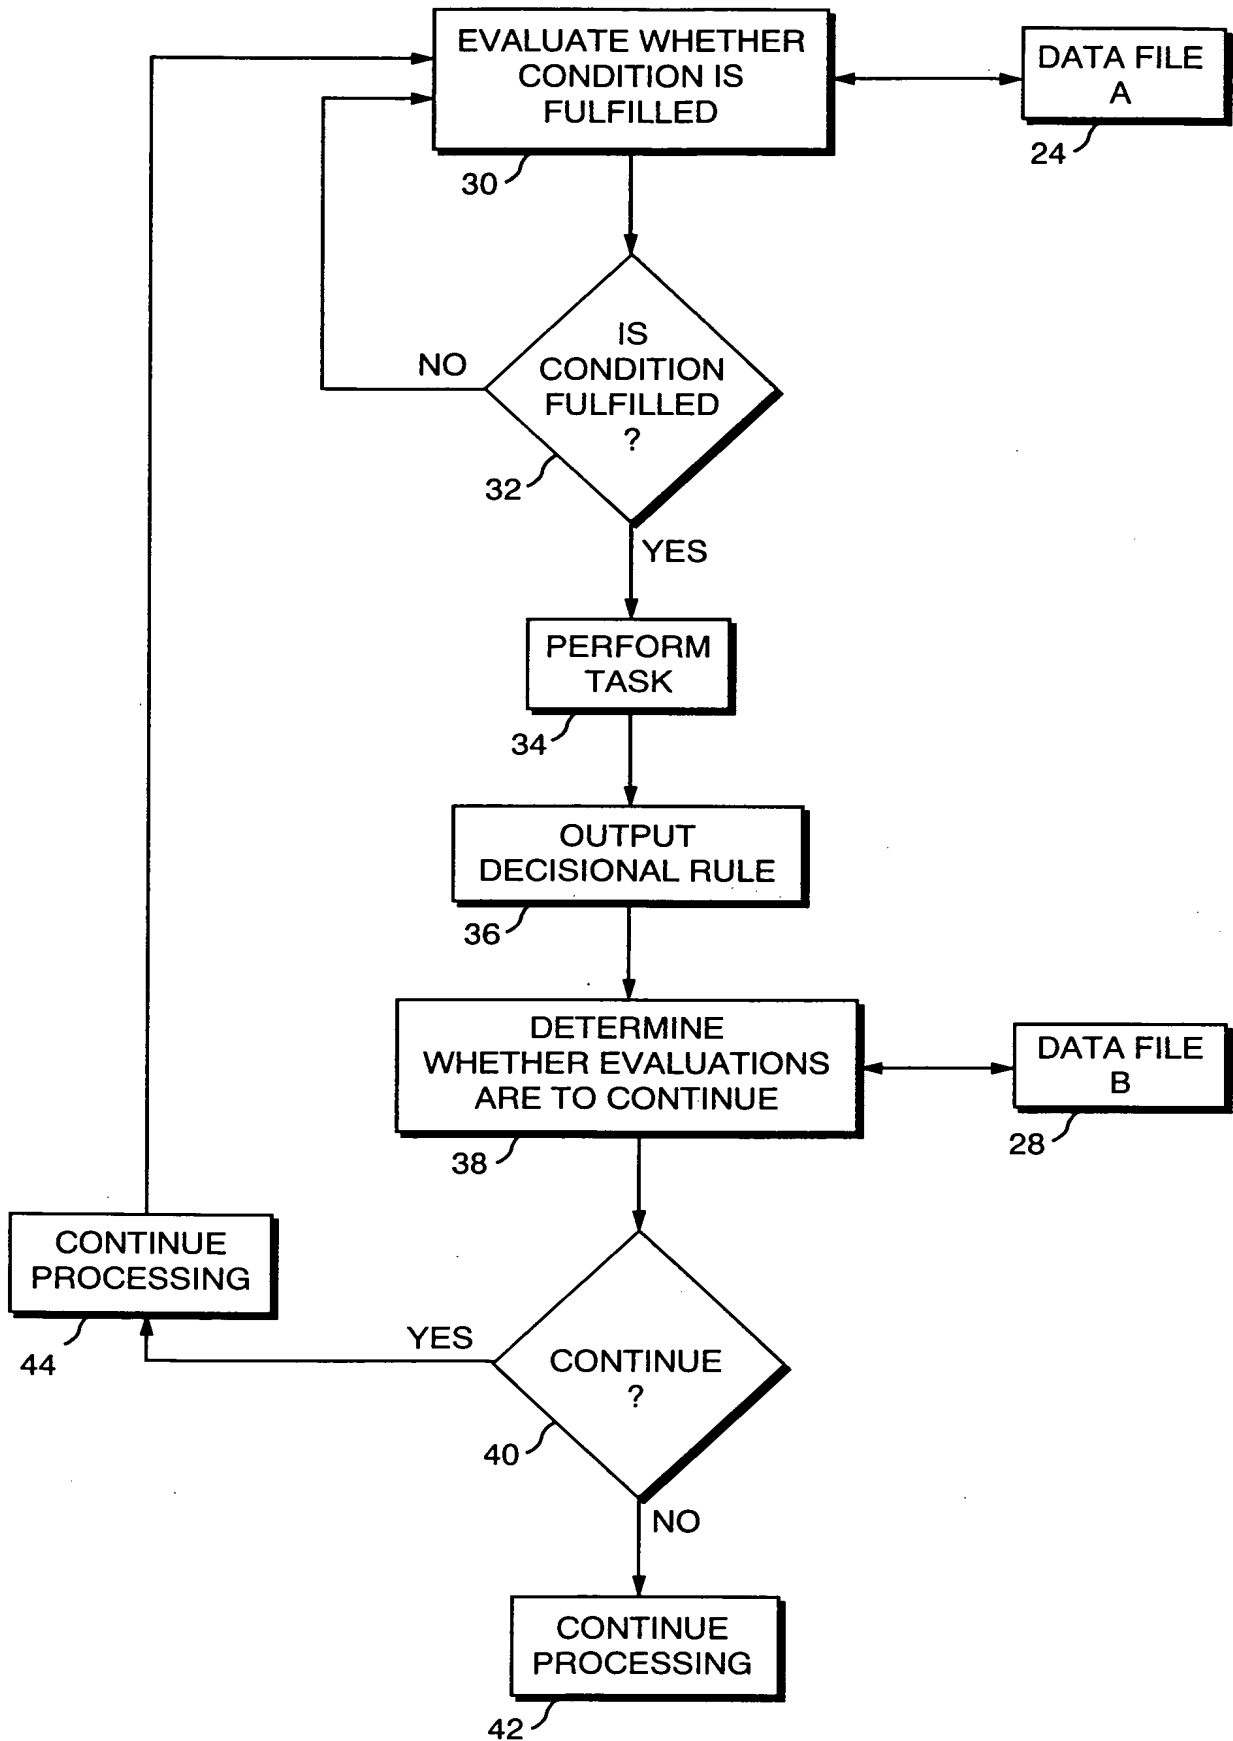 EVALUATE WHETHER
CONDITION IS
FULFILLED
30
DATA FILE
A
24
IS
CONDITION
FULFILLED
?
NO
32
YES
PERFORM
TASK
34
OUTPUT
DECISIONAL RULE
36
DETERMINE
WHETHER EVALUATIONS
ARE TO CONTINUE
38
DATA FILE
B
28
CONTINUE
PROCESSING
44
YES
CONTINUE
?
40
NO
CONTINUE
PROCESSING
42